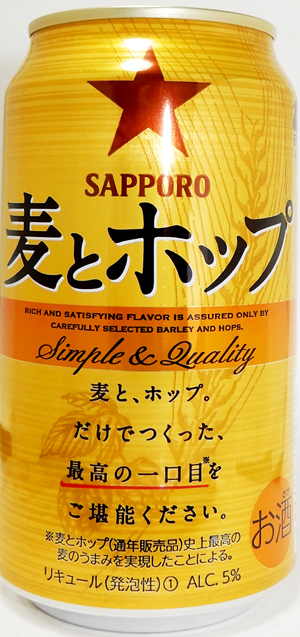 SAPPORO
麦とホップ
RICH AND SATISFYING FLAVOR IS ASSURED ONLY BY
CAREFULLY SELECTED BARLEY AND HOPS.
Simple & Quality
麦と、ホップ。
だけでつくった、
最高の一口目※を
ご堪能ください。
※麦とホップ(通年販売品)史上最高の
麦のうまみを実現したことによる。
お酒
さけ
リキュール(発泡性)① ALC. 5%